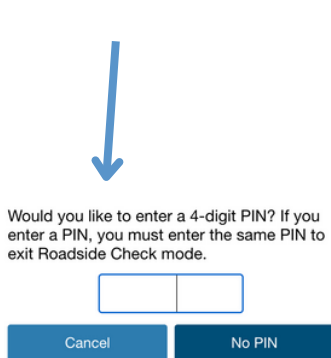 Would you like to enter a 4-digit PIN? If you
enter a PIN, you must enter the same PIN to
exit Roadside Check mode.
Cancel
No PIN